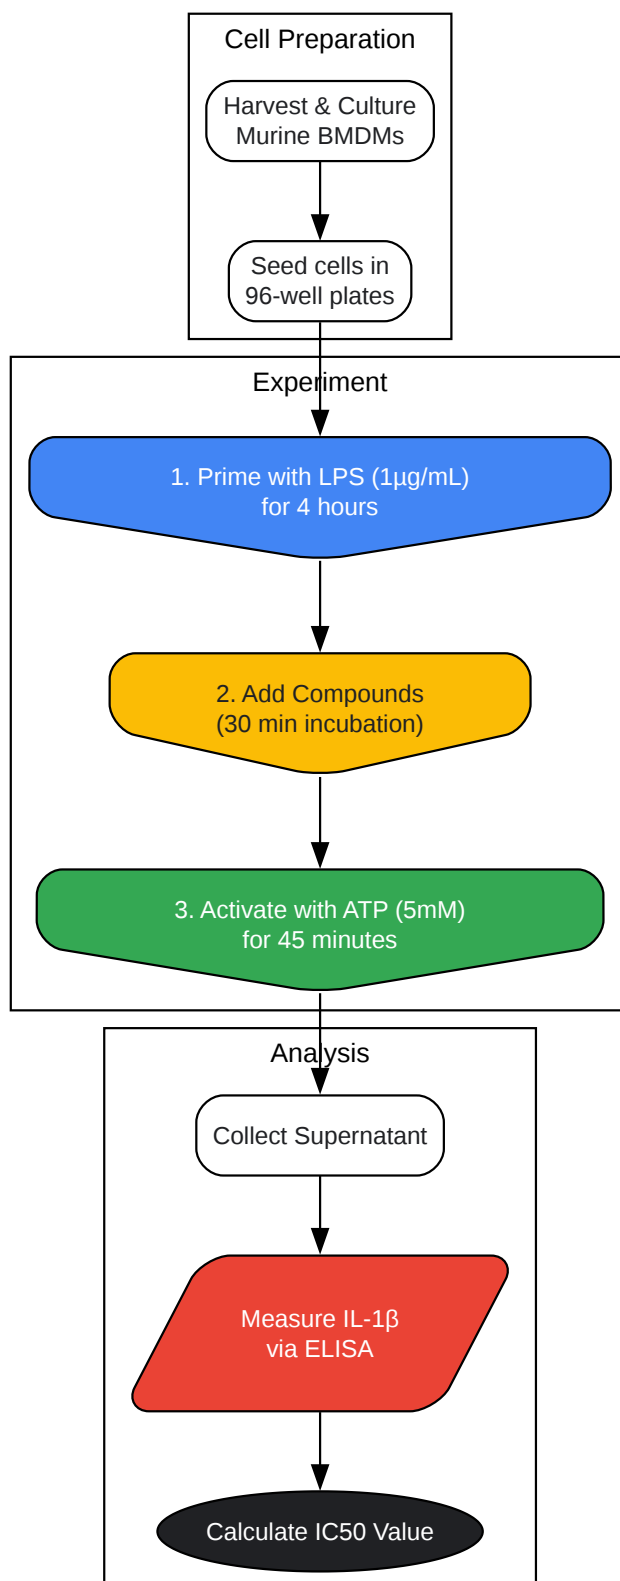 Cell Preparation
Harvest & Culture
Murine BMDMs
Seed cells in
96-well plates
Experiment
1. Prime with LPS (1µg/mL)
for 4 hours
2. Add Compounds
(30 min incubation)
3. Activate with ATP (5mM)
for 45 minutes
Analysis
Collect Supernatant
Measure IL-1β
via ELISA
Calculate IC50 Value